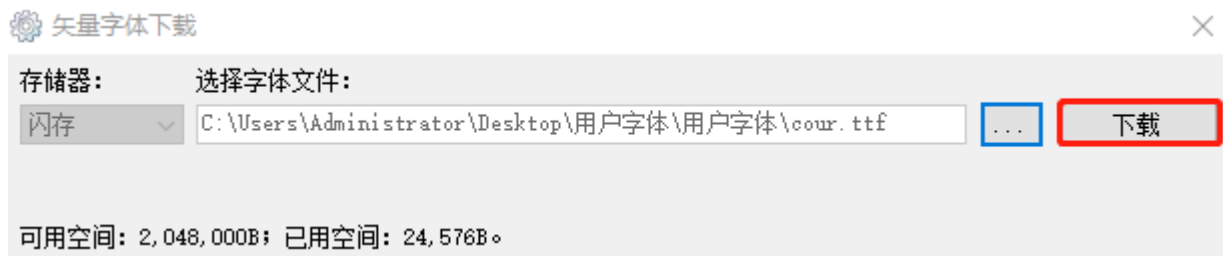 矢量字体下载
存储器: 选择字体文件:
闪存 C:\Users\Administrator\Desktop\用户字体\用户字体\cour.ttf ... 下载
可用空间: 2,048,000B; 已用空间: 24,576B。